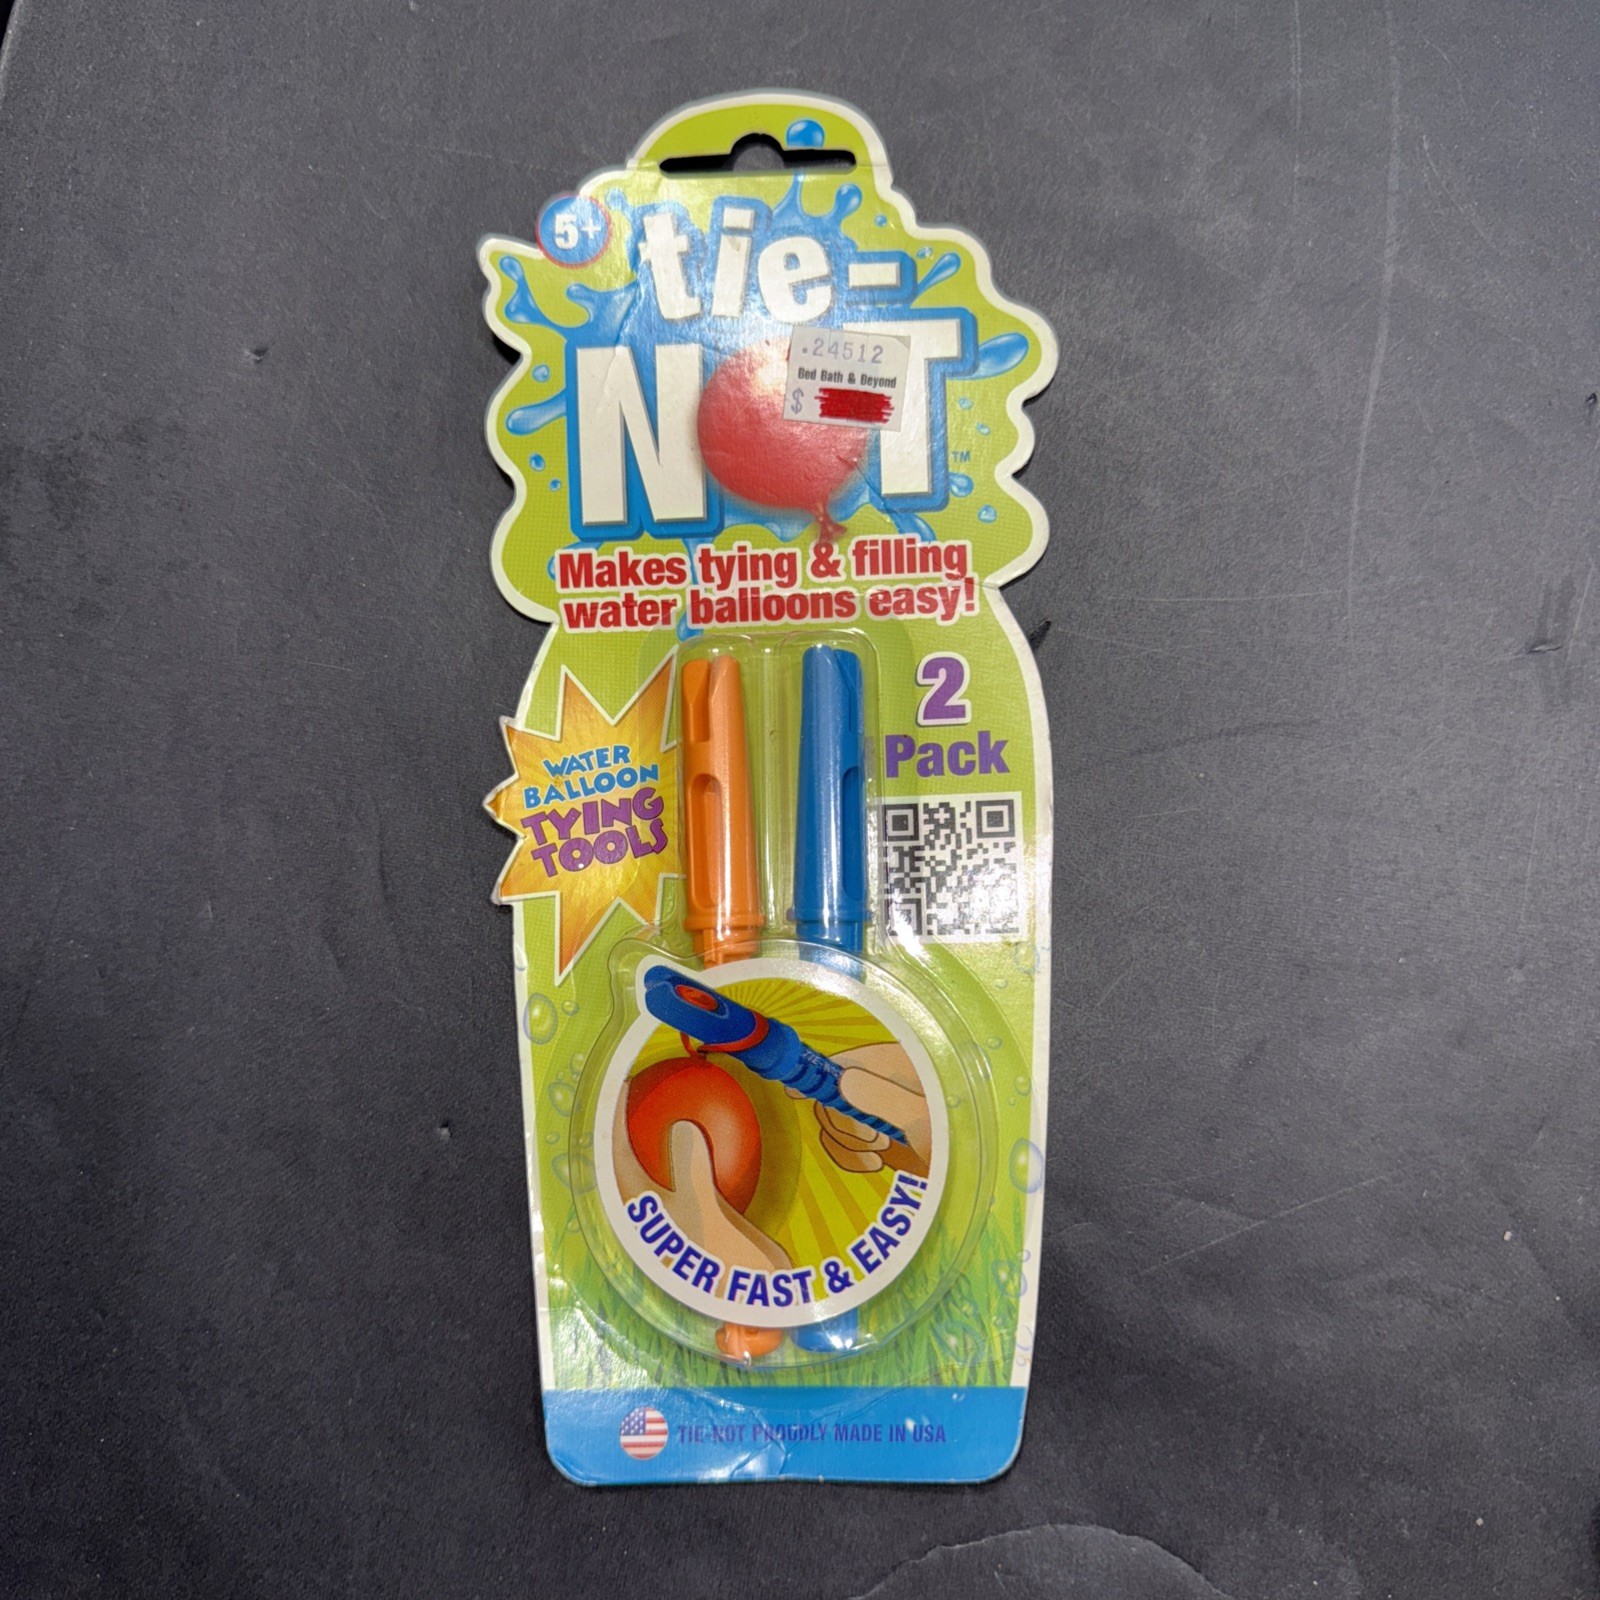 5+
tie-
NOT
.24512
Bed Bath & Beyond
$
TM
Makes tying & filling
water balloons easy!
2
Pack
WATER
BALLOON
TYING
TOOLS
SUPER FAST & EASY!
TIE-NOT PROUDLY MADE IN USA